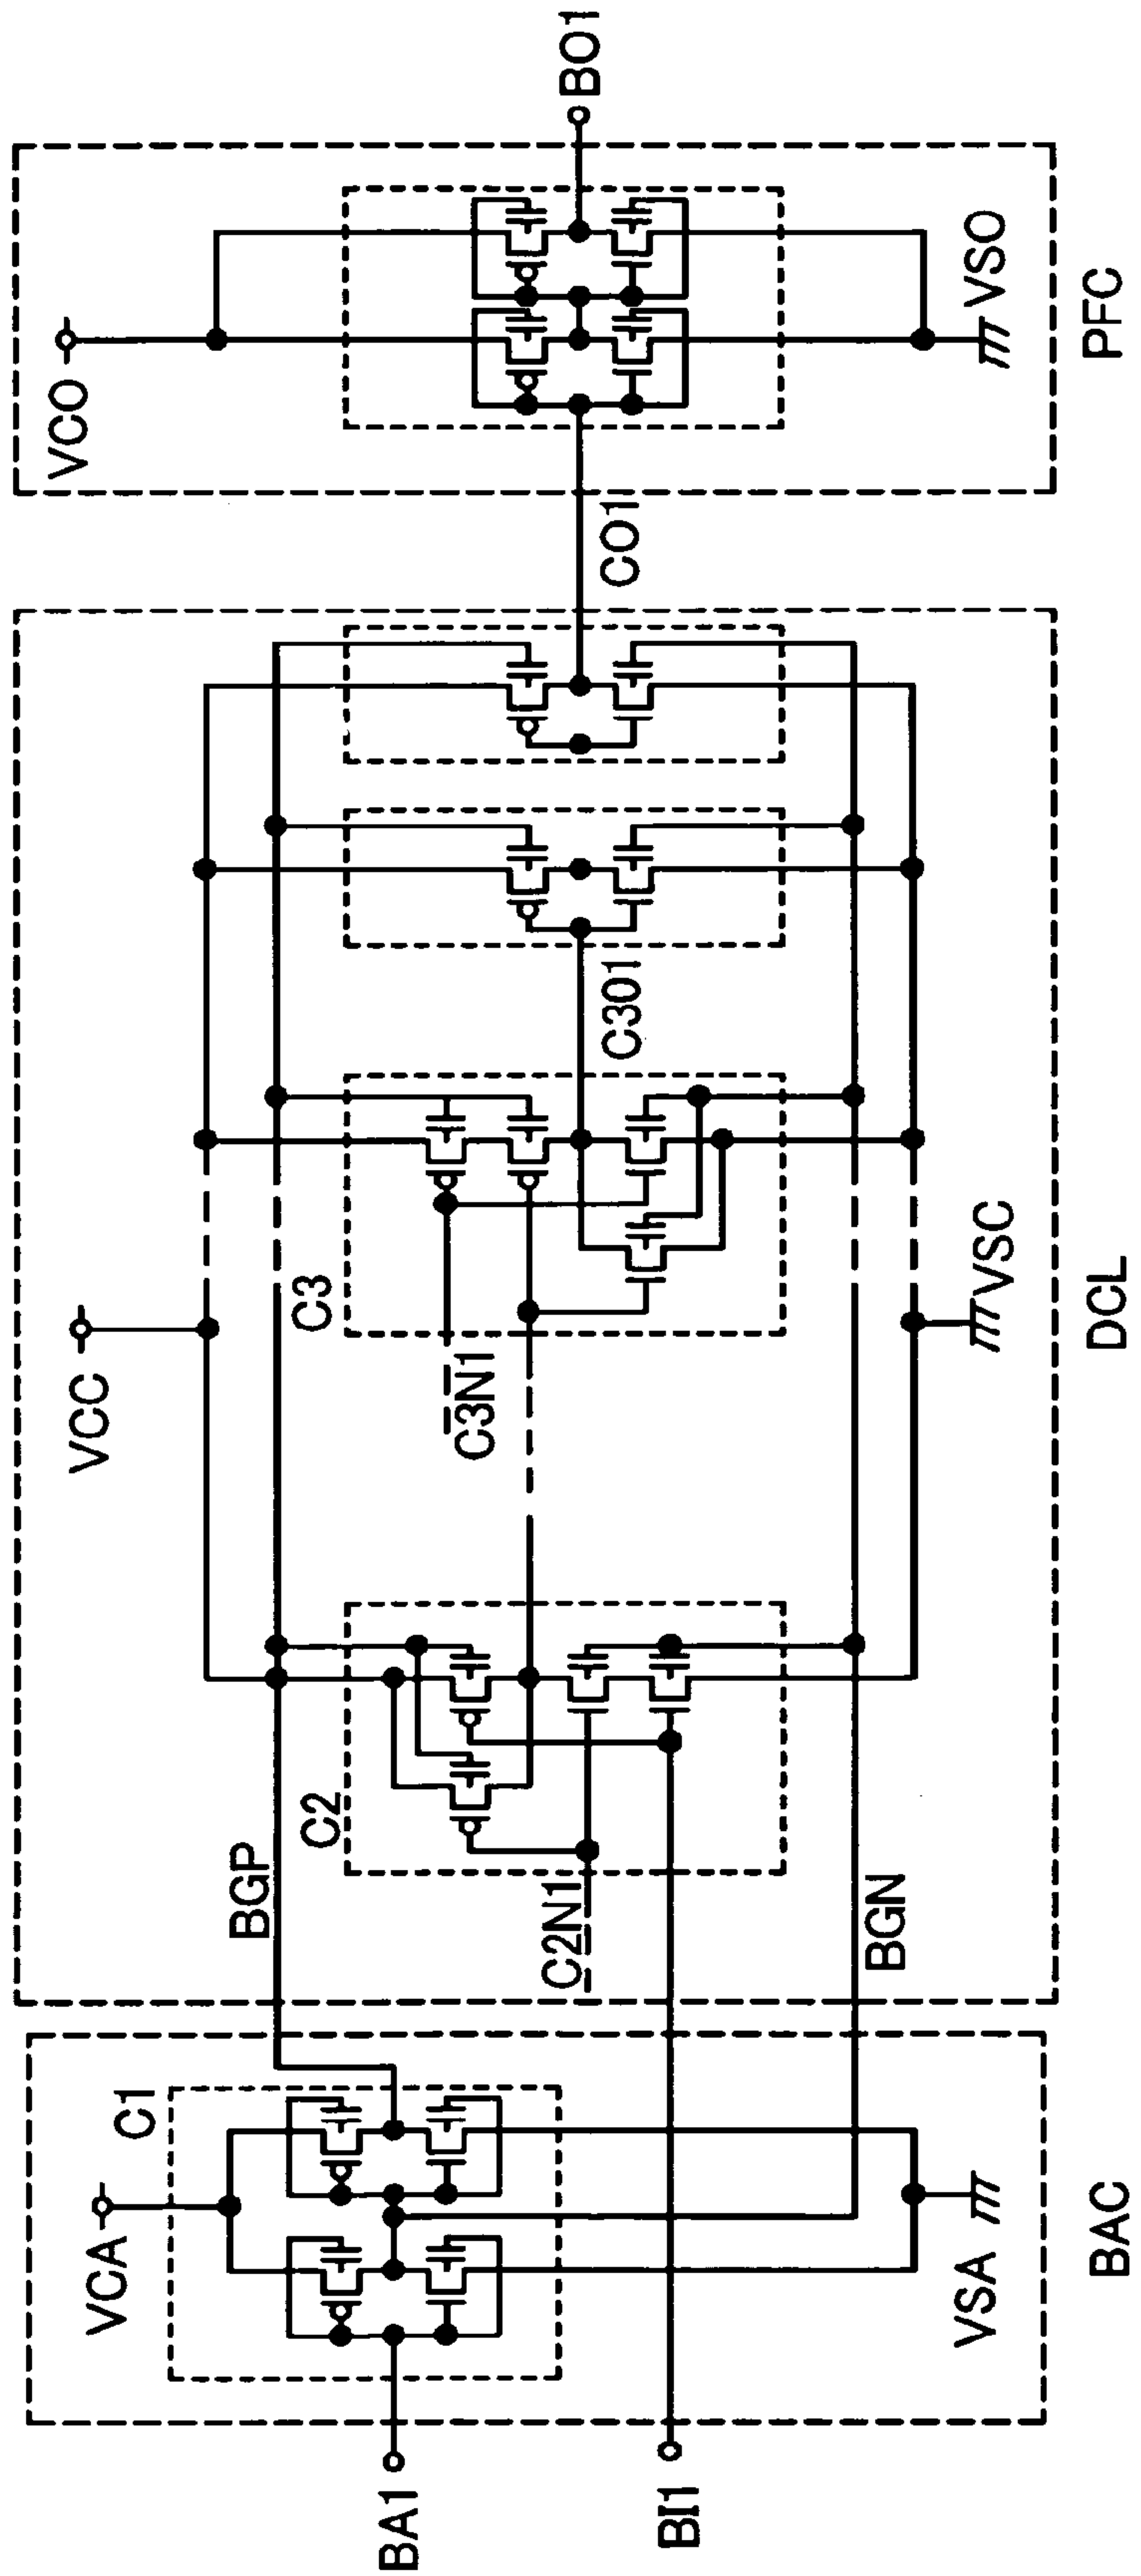 VCA
C1
BA1
BI1
VSA
BAC
BGP
C2
C2N1
BGN
VCC
C3
C3N1
C3O1
VSC
DCL
CO1
VCO
BO1
VSO
PFC